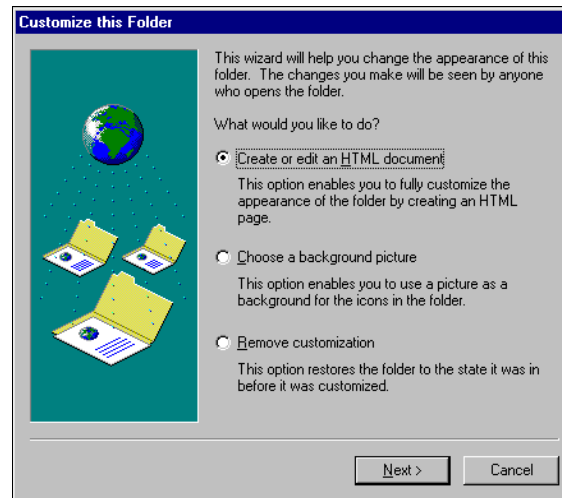 Customize this Folder
This wizard will help you change the appearance of this
folder. The changes you make will be seen by anyone
who opens the folder.
What would you like to do?
Create or edit an HTML document
This option enables you to fully customize the
appearance of the folder by creating an HTML
page.
Choose a background picture
This option enables you to use a picture as a
background for the icons in the folder.
Remove customization
This option restores the folder to the state it was in
before it was customized.
Next >
Cancel